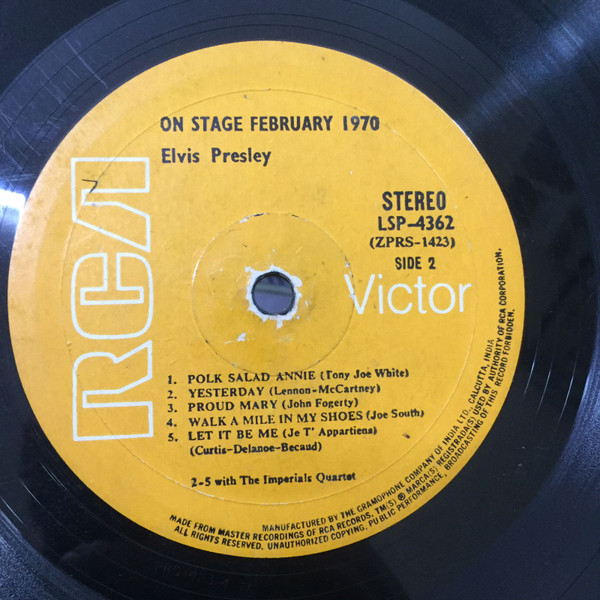 ON STAGE FEBRUARY 1970
Elvis Presley
RCA
STEREO
LSP-4362
(ZPRS-1423)
SIDE 2
Victor
1. POLK SALAD ANNIE (Tony Joe White)
2. YESTERDAY (Lennon-McCartney)
3. PROUD MARY (John Fogerty)
4. WALK A MILE IN MY SHOES (Joe South)
5. LET IT BE ME (Je T' Appartiens)
(Curtis-Delanoe-Becaud)
2-5 with The Imperials Quartet
MANUFACTURED BY THE GRAMOPHONE COMPANY OF INDIA LTD., CALCUTTA, INDIA
MADE FROM MASTER RECORDINGS OF RCA RECORDS, TM(S) ® MARCA(S) REGISTRADA(S) USED BY AUTHORITY OF RCA CORPORATION.
ALL RIGHTS RESERVED. UNAUTHORIZED COPYING, PUBLIC PERFORMANCE, BROADCASTING OF THIS RECORD FORBIDDEN.